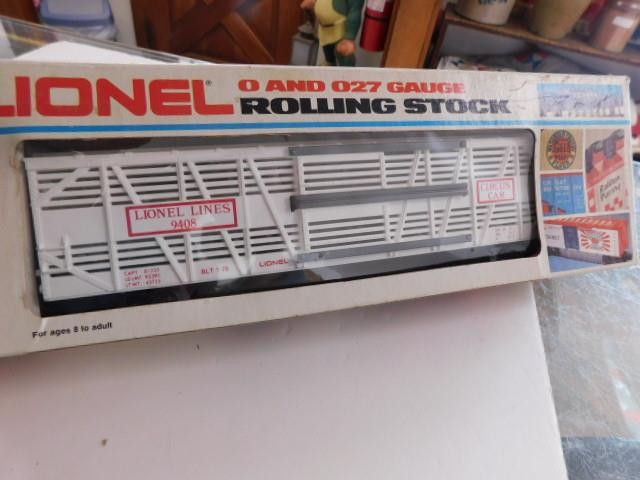 LIONEL
O AND O27 GAUGE
ROLLING STOCK
LIONEL LINES
9408
CIRCUS
CAR
BLT 1-78
LIONEL
For ages 8 to adult